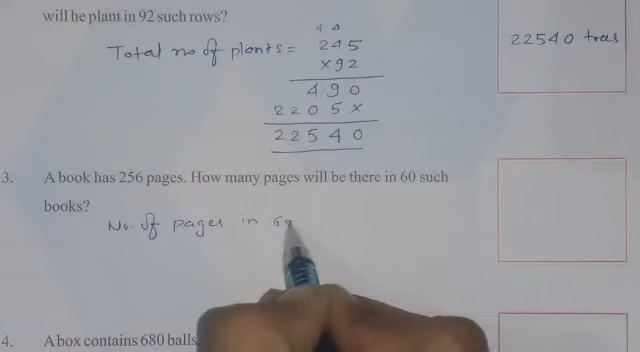 will he plant in 92 such rows?
4 4
Total no of plants = 245
×92
490
2205×
22540
22540 trees
3. A book has 256 pages. How many pages will be there in 60 such
books?
No. of pages in 6
4. A box contains 680 balls